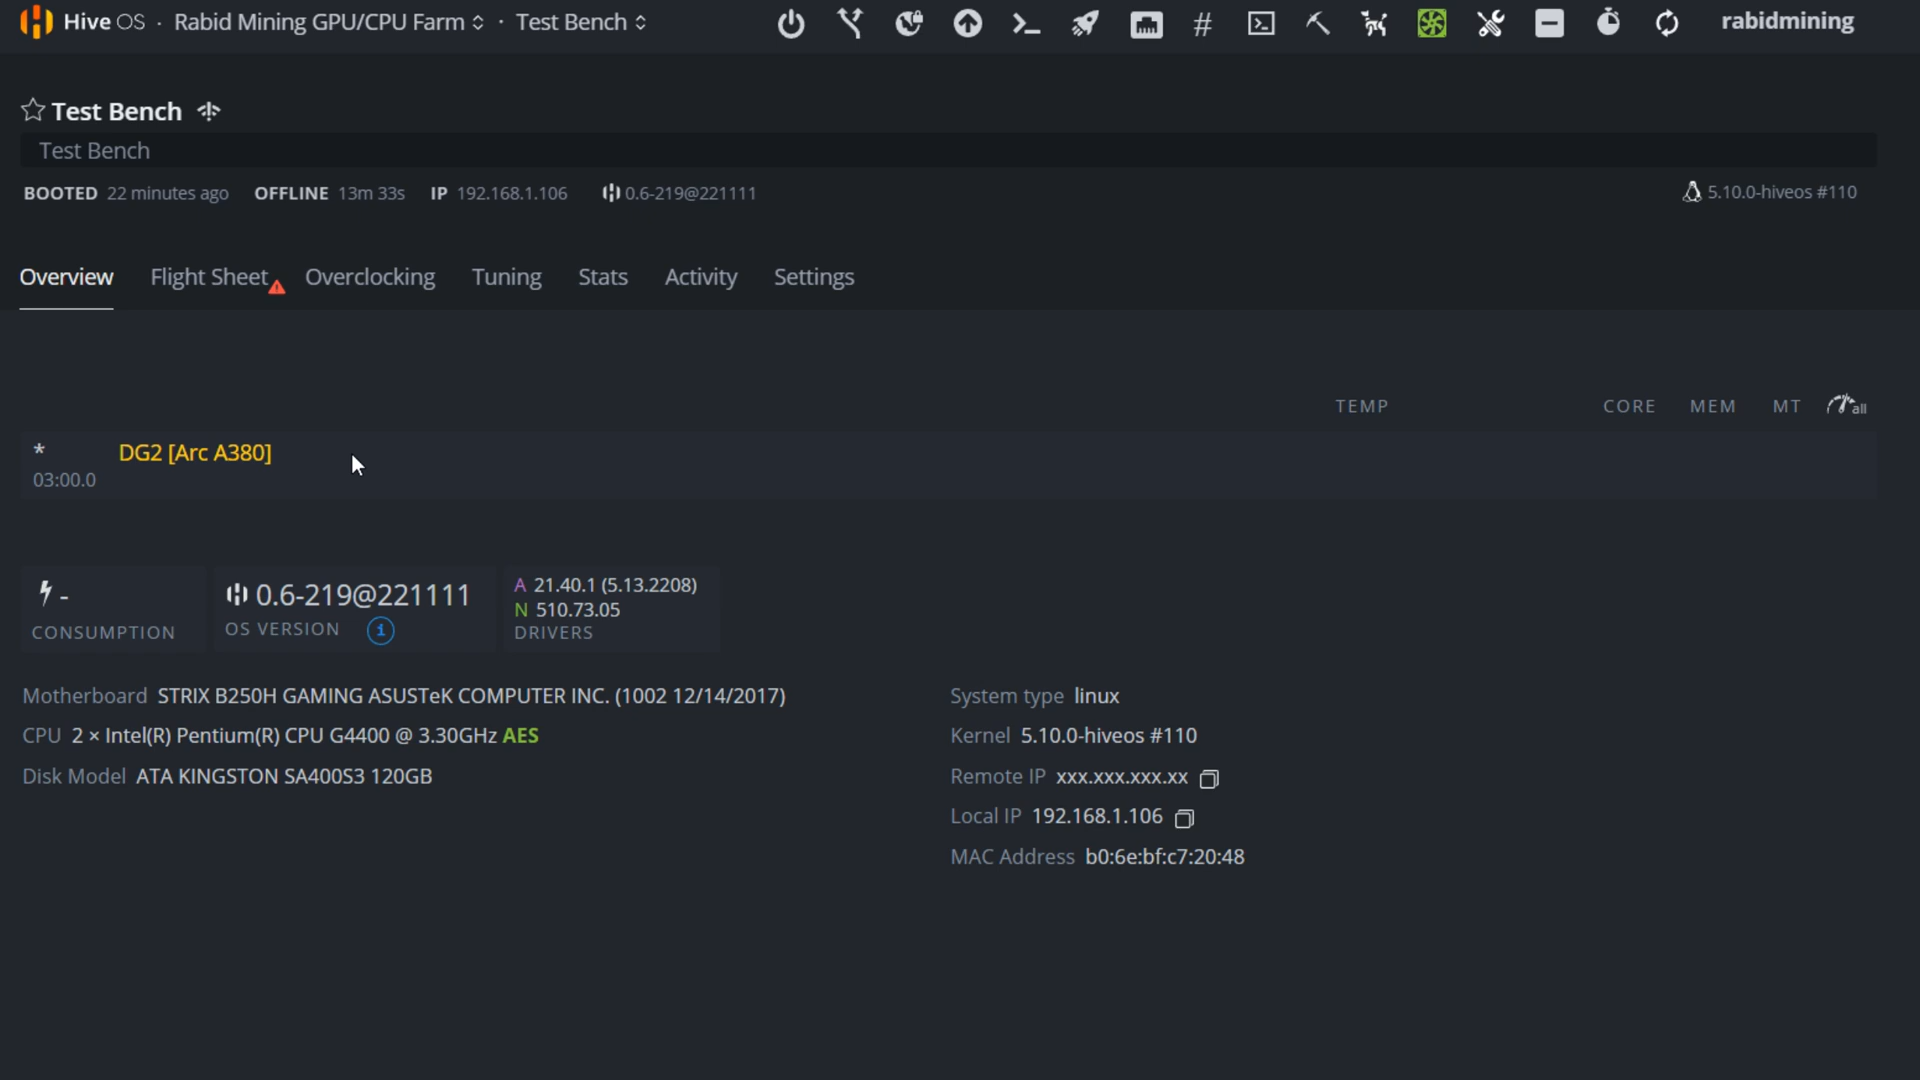 Hive OS · Rabid Mining GPU/CPU Farm · Test Bench # rabidmining
Test Bench
Test Bench
BOOTED 22 minutes ago OFFLINE 13m 33s IP 192.168.1.106 0.6-219@221111 5.10.0-hiveos #110
Overview Flight Sheet Overclocking Tuning Stats Activity Settings
TEMP CORE MEM MT all
* DG2 [Arc A380]
03:00.0
- 
CONSUMPTION
0.6-219@221111
OS VERSION i
A 21.40.1 (5.13.2208)
N 510.73.05
DRIVERS
Motherboard STRIX B250H GAMING ASUSTeK COMPUTER INC. (1002 12/14/2017)
CPU 2 × Intel(R) Pentium(R) CPU G4400 @ 3.30GHz AES
Disk Model ATA KINGSTON SA400S3 120GB
System type linux
Kernel 5.10.0-hiveos #110
Remote IP xxx.xxx.xxx.xx
Local IP 192.168.1.106
MAC Address b0:6e:bf:c7:20:48